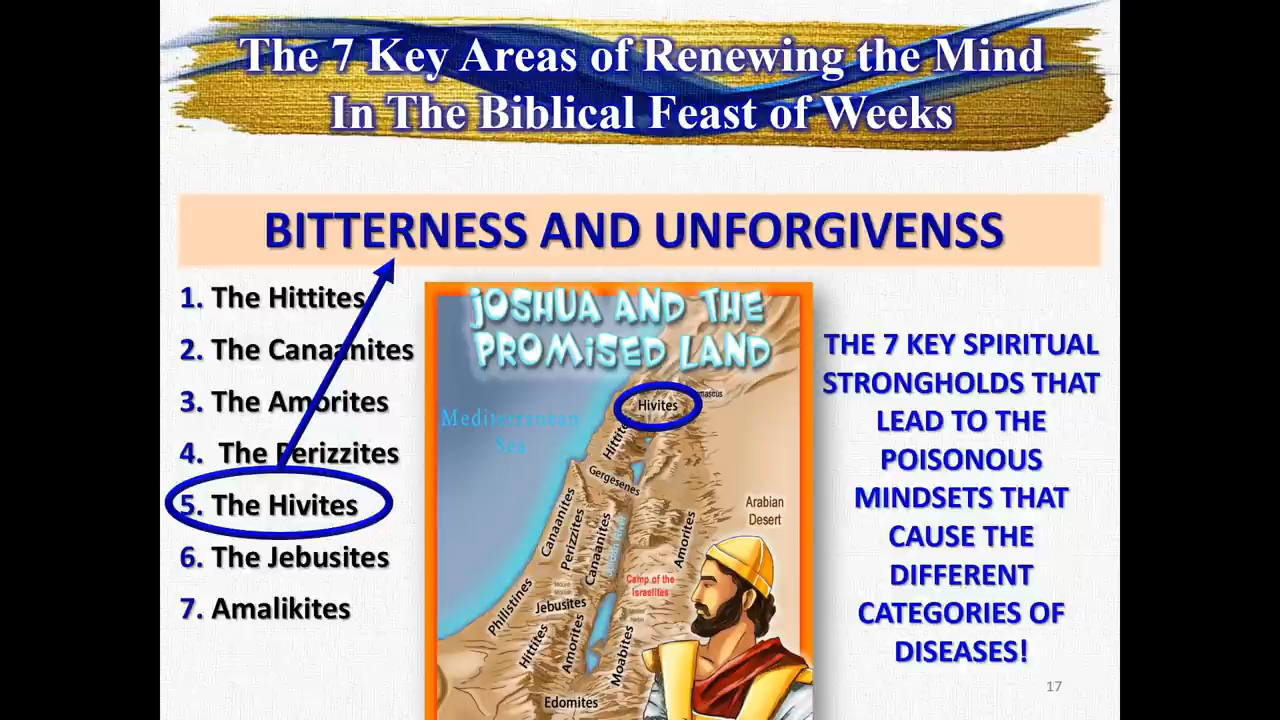 The 7 Key Areas of Renewing the Mind
In The Biblical Feast of Weeks
BITTERNESS AND UNFORGIVENSS
1. The Hittites
2. The Canaanites
3. The Amorites
4. The Perizzites
5. The Hivites
6. The Jebusites
7. Amalikites
JOSHUA AND THE
PROMISED LAND
Mediterranean
Sea
Hivites
Hittite
Gergesenes
Canaanites
Perizzites
Canaanites
Amorites
Arabian
Desert
Camp of the
Israelites
Philistines
Jebusites
Hittites
Amorites
Moabites
Edomites
THE 7 KEY SPIRITUAL
STRONGHOLDS THAT
LEAD TO THE
POISONOUS
MINDSETS THAT
CAUSE THE
DIFFERENT
CATEGORIES OF
DISEASES!
17